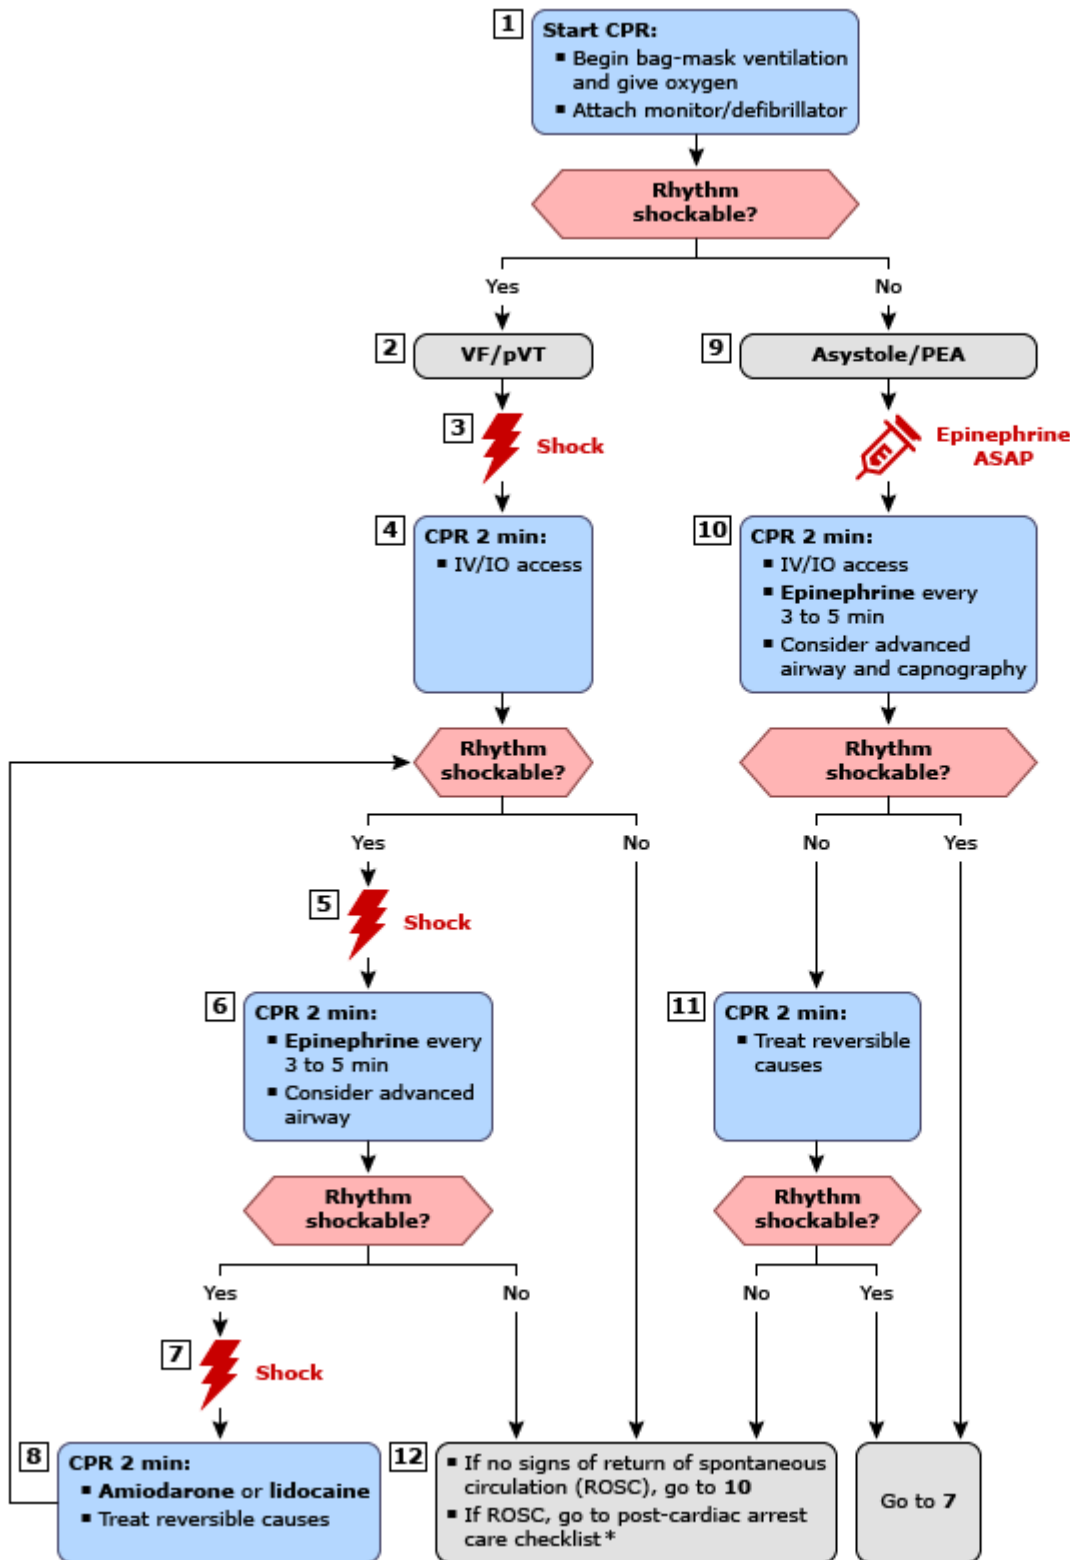 1
Start CPR:
▪ Begin bag-mask ventilation
and give oxygen
▪ Attach monitor/defibrillator
Rhythm
shockable?
Yes
No
2
VF/pVT
9
Asystole/PEA
3
Shock
Epinephrine
ASAP
4
CPR 2 min:
▪ IV/IO access
10
CPR 2 min:
▪ IV/IO access
▪ Epinephrine every
3 to 5 min
▪ Consider advanced
airway and capnography
Rhythm
shockable?
Rhythm
shockable?
Yes
No
No
Yes
5
Shock
6
CPR 2 min:
▪ Epinephrine every
3 to 5 min
▪ Consider advanced
airway
11
CPR 2 min:
▪ Treat reversible
causes
Rhythm
shockable?
Rhythm
shockable?
Yes
No
No
Yes
7
Shock
8
CPR 2 min:
▪ Amiodarone or lidocaine
▪ Treat reversible causes
12
▪ If no signs of return of spontaneous
circulation (ROSC), go to 10
▪ If ROSC, go to post-cardiac arrest
care checklist*
Go to 7